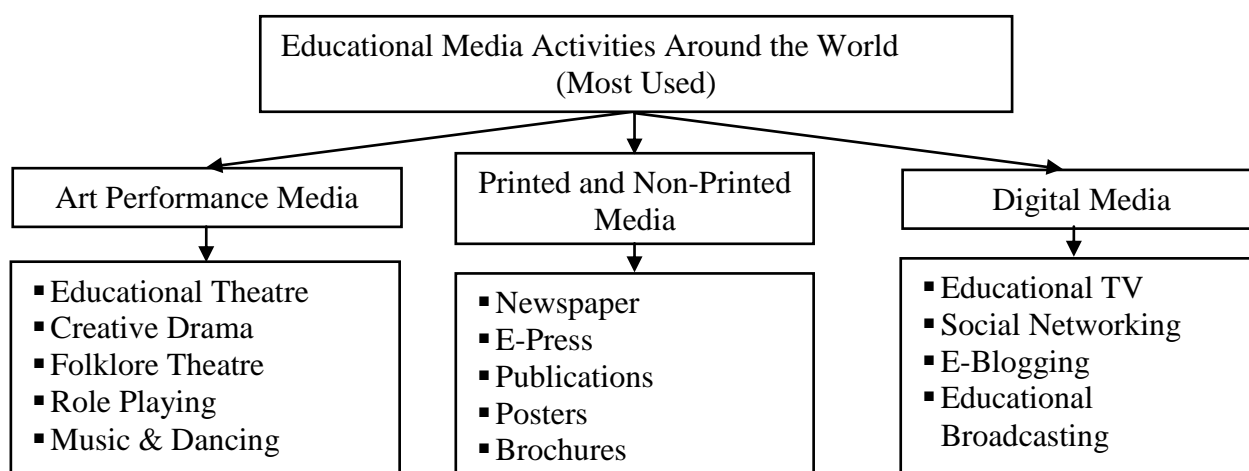 Educational Media Activities Around the World
(Most Used)
Art Performance Media
Printed and Non-Printed
Media
Digital Media
▪ Educational Theatre
▪ Creative Drama
▪ Folklore Theatre
▪ Role Playing
▪ Music & Dancing
▪ Newspaper
▪ E-Press
▪ Publications
▪ Posters
▪ Brochures
▪ Educational TV
▪ Social Networking
▪ E-Blogging
▪ Educational
Broadcasting